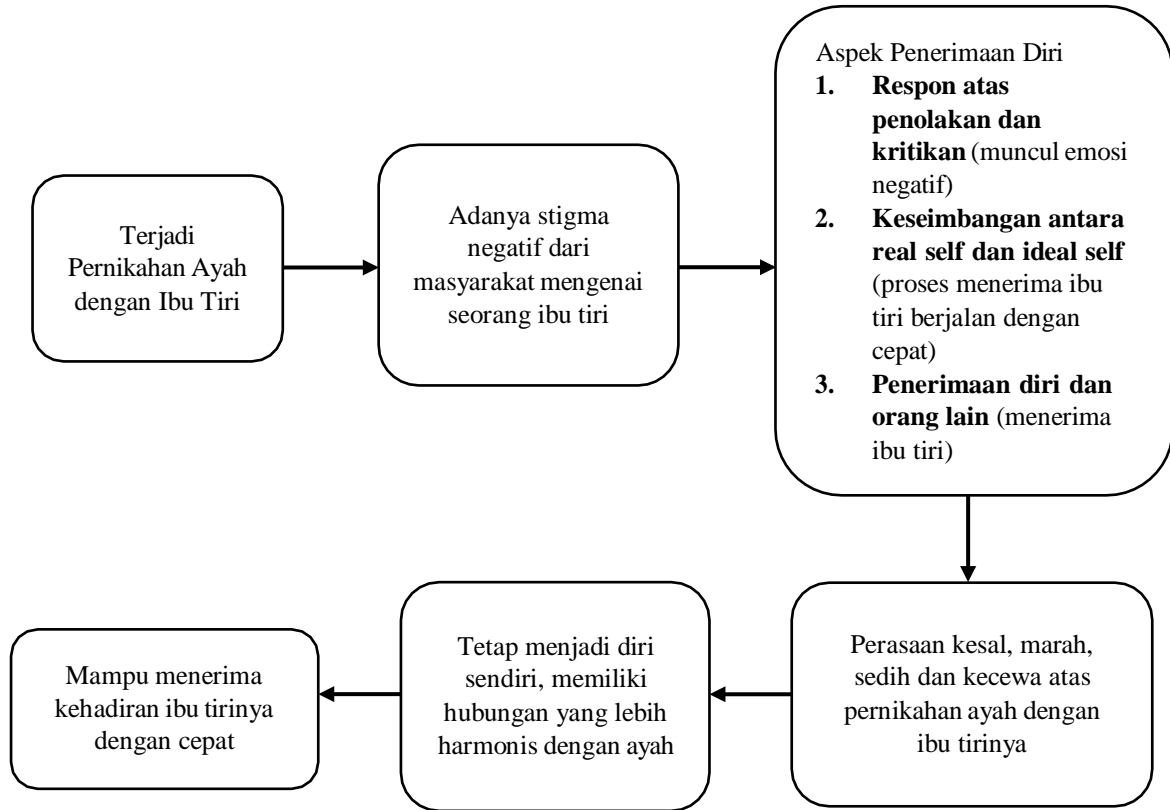 Terjadi
Pernikahan Ayah
dengan Ibu Tiri
Adanya stigma
negatif dari
masyarakat mengenai
seorang ibu tiri
Aspek Penerimaan Diri
1. Respon atas
penolakan dan
kritikan (muncul emosi
negatif)
2. Keseimbangan antara
real self dan ideal self
(proses menerima ibu
tiri berjalan dengan
cepat)
3. Penerimaan diri dan
orang lain (menerima
ibu tiri)
Perasaan kesal, marah,
sedih dan kecewa atas
pernikahan ayah dengan
ibu tirinya
Tetap menjadi diri
sendiri, memiliki
hubungan yang lebih
harmonis dengan ayah
Mampu menerima
kehadiran ibu tirinya
dengan cepat